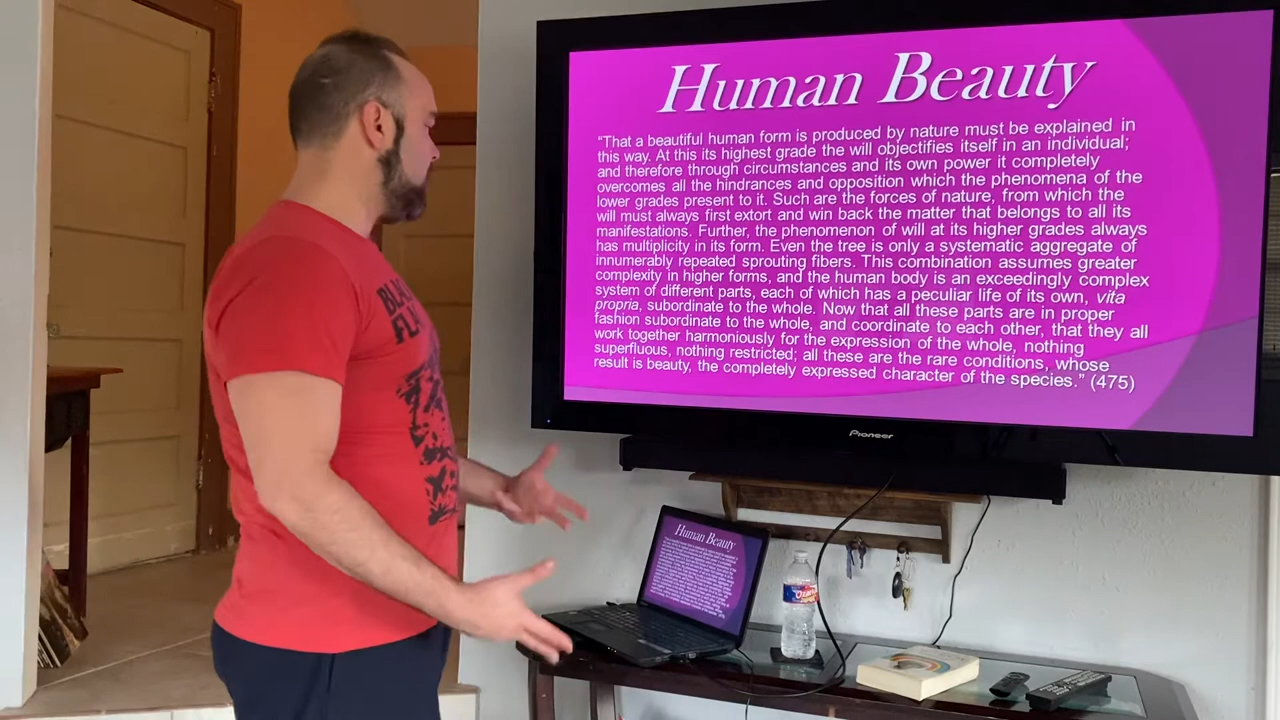 Human Beauty
“That a beautiful human form is produced by nature must be explained in
this way. At this its highest grade the will objectifies itself in an individual;
and therefore through circumstances and its own power it completely
overcomes all the hindrances and opposition which the phenomena of the
lower grades present to it. Such are the forces of nature, from which the
will must always first extort and win back the matter that belongs to all its
manifestations. Further, the phenomenon of will at its higher grades always
has multiplicity in its form. Even the tree is only a systematic aggregate of
innumerably repeated sprouting fibers. This combination assumes greater
complexity in higher forms, and the human body is an exceedingly complex
system of different parts, each of which has a peculiar life of its own, vita
propria, subordinate to the whole. Now that all these parts are in proper
fashion subordinate to the whole, and coordinate to each other, that they all
work together harmoniously for the expression of the whole, nothing
superfluous, nothing restricted; all these are the rare conditions, whose
result is beauty, the completely expressed character of the species.” (475)
Pioneer
Human Beauty
Ozarka